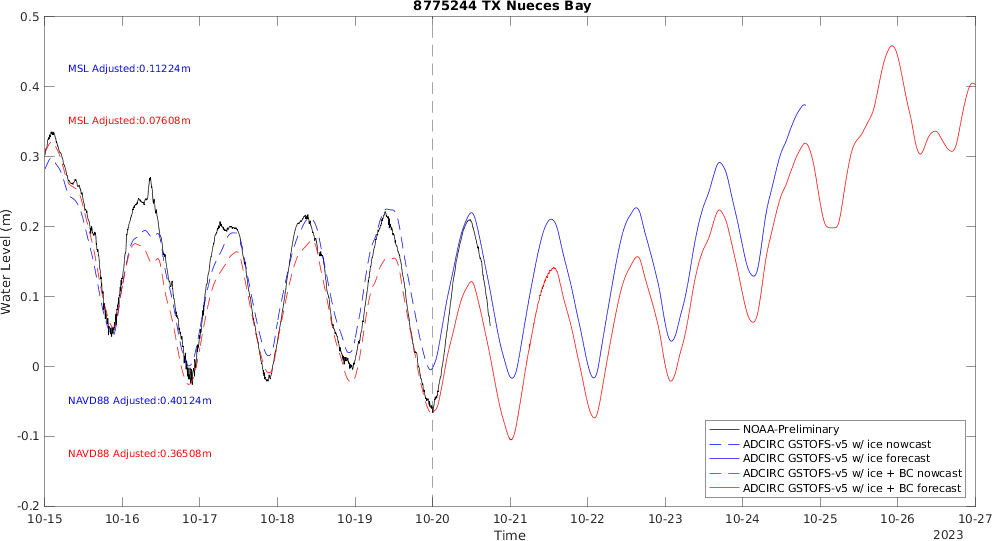 8775244 TX Nueces Bay
0.5
0.4
0.3
0.2
0.1
0
-0.1
-0.2
Water Level (m)
MSL Adjusted:0.11224m
MSL Adjusted:0.07608m
NAVD88 Adjusted:0.40124m
NAVD88 Adjusted:0.36508m
NOAA-Preliminary
ADCIRC GSTOFS-v5 w/ ice nowcast
ADCIRC GSTOFS-v5 w/ ice forecast
ADCIRC GSTOFS-v5 w/ ice + BC nowcast
ADCIRC GSTOFS-v5 w/ ice + BC forecast
10-15 10-16 10-17 10-18 10-19 10-20 10-21 10-22 10-23 10-24 10-25 10-26 10-27
Time
2023